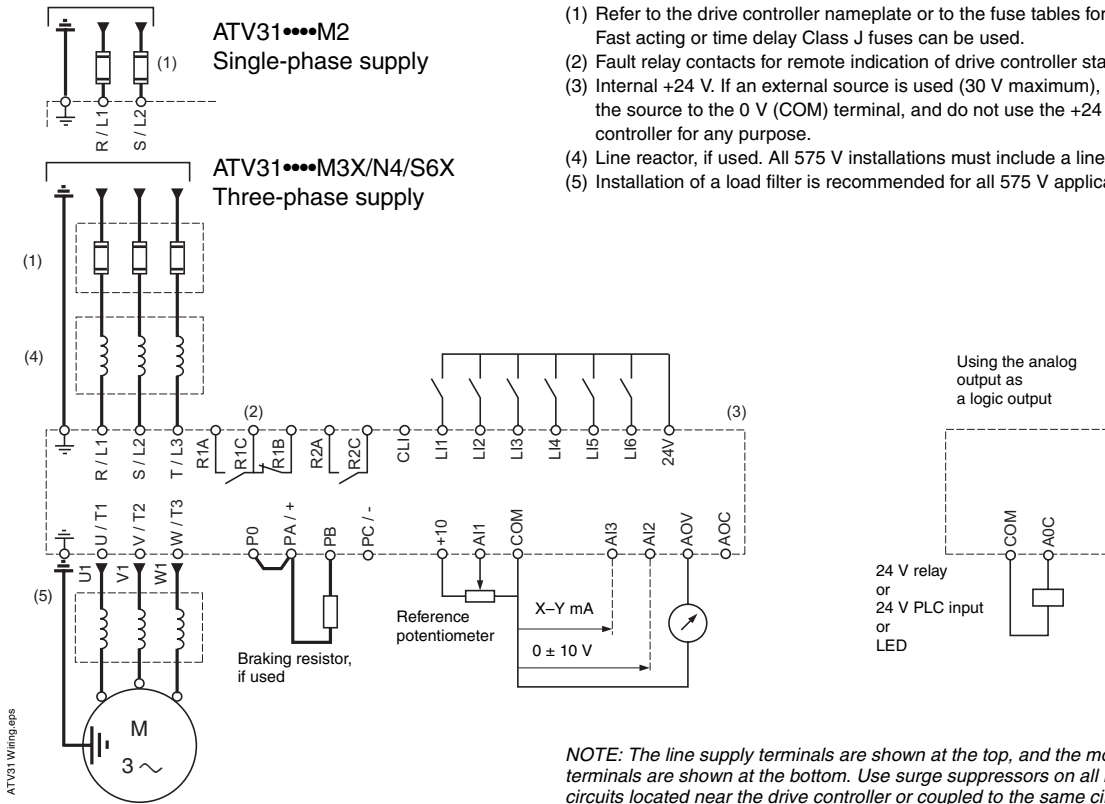 ATV31••••M2
Single-phase supply
(1)
R / L1
S / L2
(1) Refer to the drive controller nameplate or to the fuse tables for
Fast acting or time delay Class J fuses can be used.
(2) Fault relay contacts for remote indication of drive controller sta
(3) Internal +24 V. If an external source is used (30 V maximum),
the source to the 0 V (COM) terminal, and do not use the +24
controller for any purpose.
(4) Line reactor, if used. All 575 V installations must include a line
(5) Installation of a load filter is recommended for all 575 V applica
ATV31••••M3X/N4/S6X
Three-phase supply
(1)
(4)
(2)
(3)
R / L1
S / L2
T / L3
R1A
R1C
R1B
R2A
R2C
CLI
LI1
LI2
LI3
LI4
LI5
LI6
24V
U / T1
V / T2
W / T3
P0
PA / +
PB
PC / -
+10
AI1
COM
AI3
AI2
AOV
AOC
U1
V1
W1
(5)
Braking resistor,
if used
Reference
potentiometer
X–Y mA
0 ± 10 V
M
3 ~
Using the analog
output as
a logic output
COM
A0C
24 V relay
or
24 V PLC input
or
LED
ATV31 Wiring.eps
NOTE: The line supply terminals are shown at the top, and the mo
terminals are shown at the bottom. Use surge suppressors on all
circuits located near the drive controller or coupled to the same ci